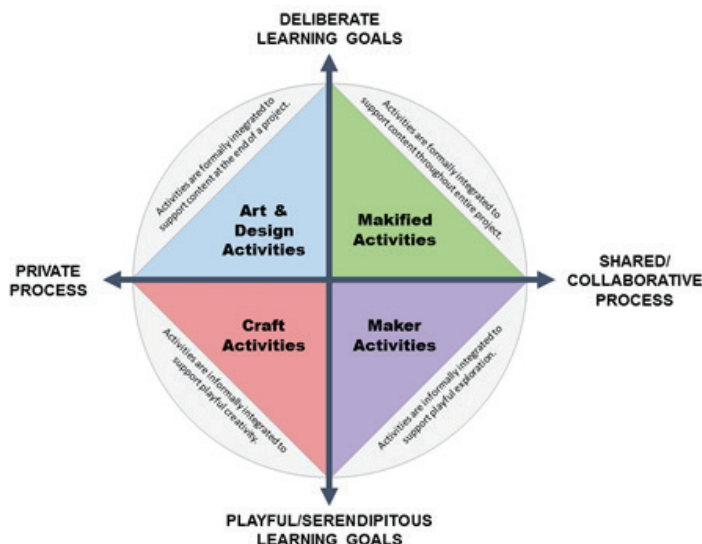 DELIBERATE
LEARNING GOALS
Activities are formally integrated to
support content at the end of a project.
Activities are formally integrated to
support content throughout entire project.
Art &
Design
Activities
Makified
Activities
PRIVATE
PROCESS
SHARED/
COLLABORATIVE
PROCESS
Craft
Activities
Maker
Activities
Activities are informally integrated to
support playful creativity.
Activities are informally integrated to
support playful exploration.
PLAYFUL/SERENDIPITOUS
LEARNING GOALS